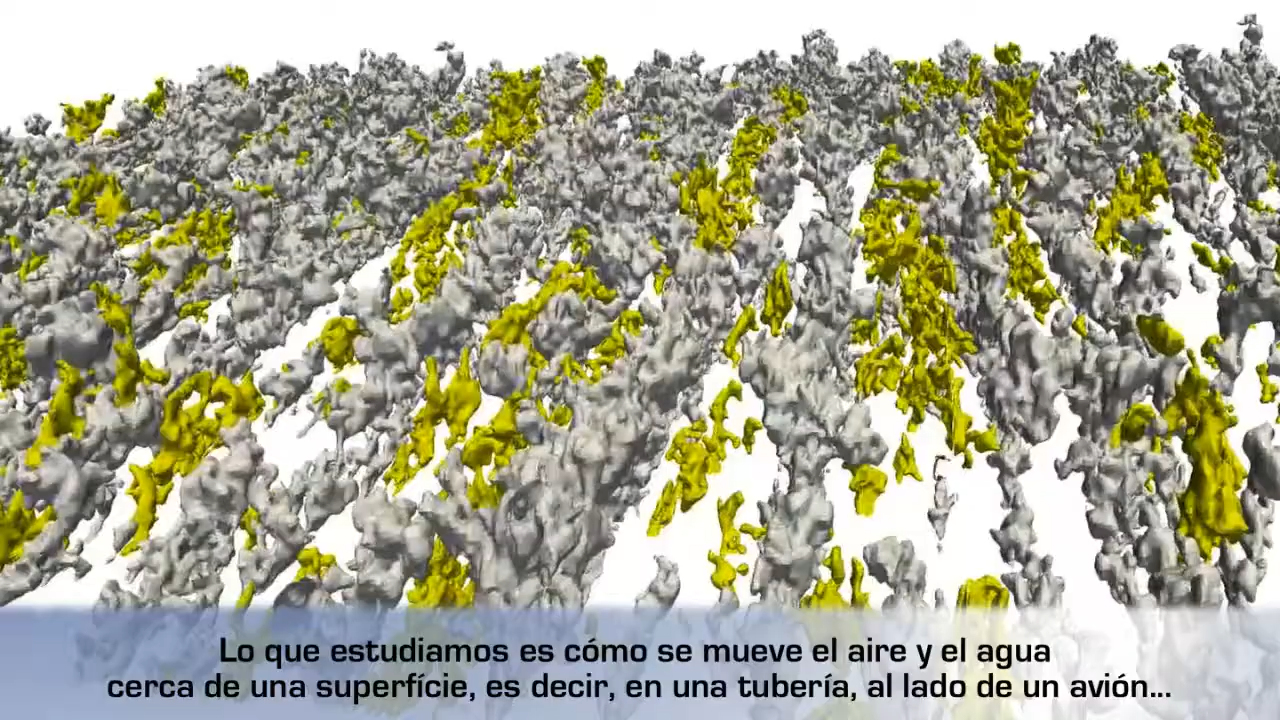 Lo que estudiamos es cómo se mueve el aire y el agua
cerca de una superfície, es decir, en una tubería, al lado de un avión...